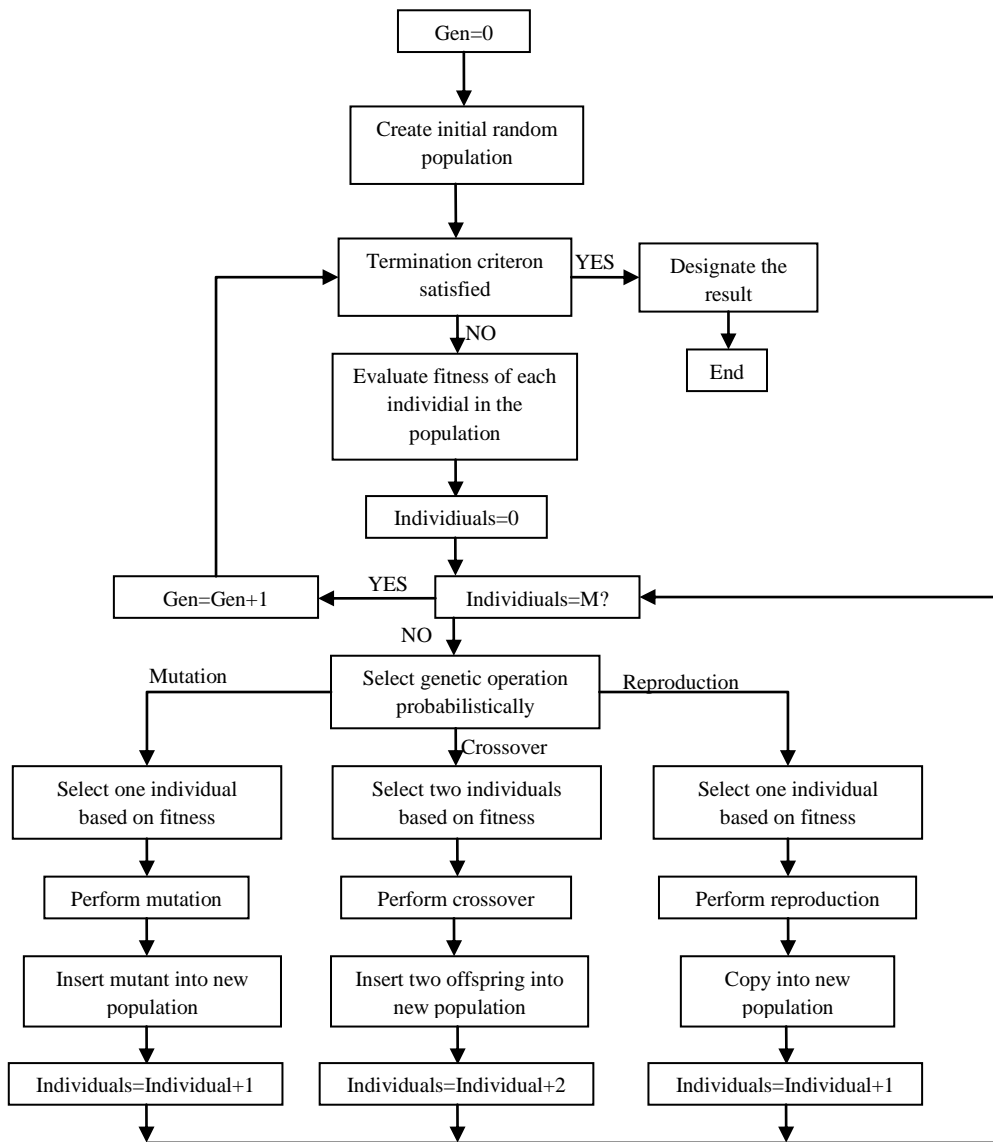 Gen=0
Create initial random
population
Termination criteron
satisfied
YES
Designate the
result
NO
End
Evaluate fitness of each
individial in the
population
Individiuals=0
YES
Gen=Gen+1
Individiuals=M?
NO
Mutation
Select genetic operation
probabilistically
Reproduction
Crossover
Select one individual
based on fitness
Select two individuals
based on fitness
Select one individual
based on fitness
Perform mutation
Perform crossover
Perform reproduction
Insert mutant into new
population
Insert two offspring into
new population
Copy into new
population
Individuals=Individual+1
Individuals=Individual+2
Individuals=Individual+1